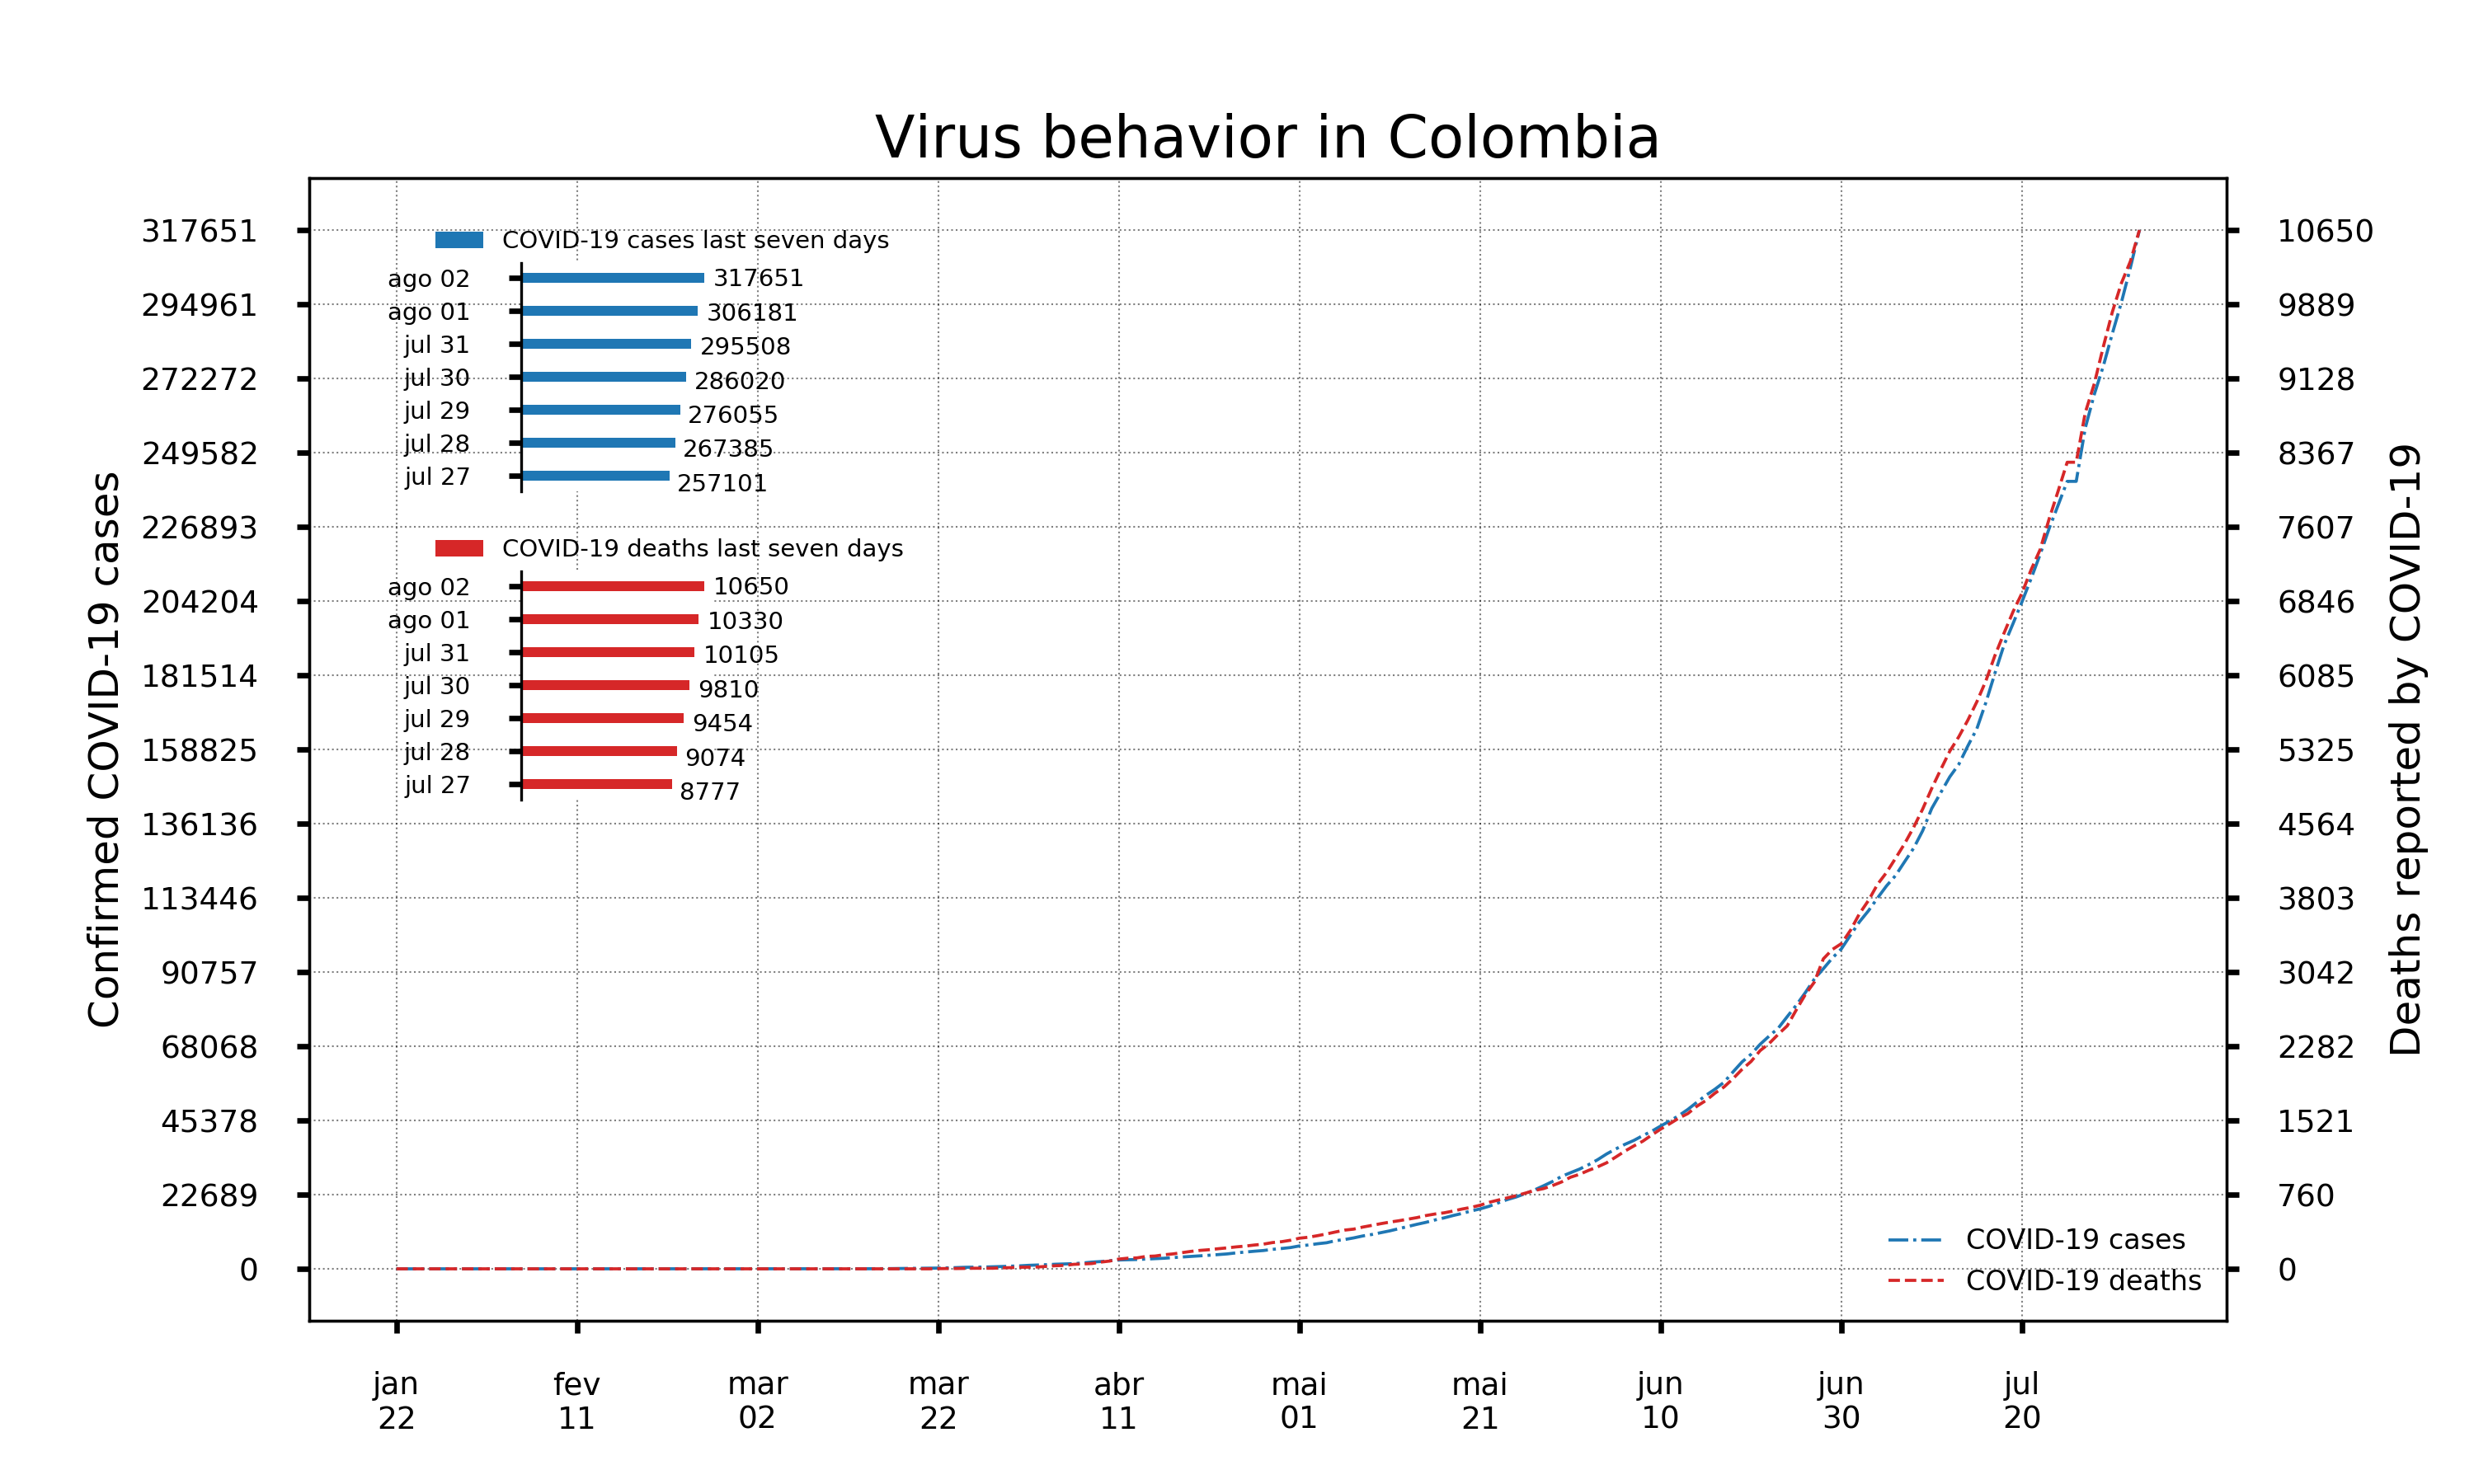 Virus behavior in Colombia
Confirmed COVID-19 cases
317651
294961
272272
249582
226893
204204
181514
158825
136136
113446
90757
68068
45378
22689
0
COVID-19 cases last seven days
ago 02 317651
ago 01 306181
jul 31 295508
jul 30 286020
jul 29 276055
jul 28 267385
jul 27 257101
COVID-19 deaths last seven days
ago 02 10650
ago 01 10330
jul 31 10105
jul 30 9810
jul 29 9454
jul 28 9074
jul 27 8777
10650
9889
9128
8367
7607
6846
6085
5325
4564
3803
3042
2282
1521
760
0
Deaths reported by COVID-19
COVID-19 cases
COVID-19 deaths
jan fev mar mar abr mai mai jun jun jul
22 11 02 22 11 01 21 10 30 20